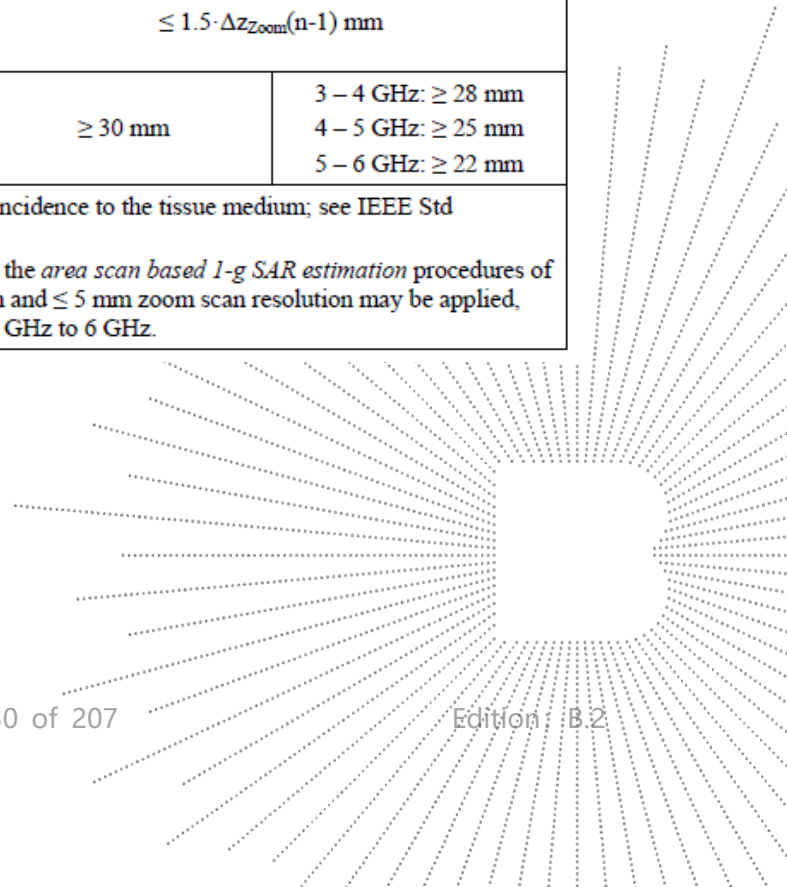 ≤ 1.5·Δz_Zoom(n-1) mm
≥ 30 mm
3 – 4 GHz: ≥ 28 mm
4 – 5 GHz: ≥ 25 mm
5 – 6 GHz: ≥ 22 mm
ncidence to the tissue medium; see IEEE Std
the area scan based 1-g SAR estimation procedures of
and ≤ 5 mm zoom scan resolution may be applied,
GHz to 6 GHz.
0 of 207
Edition: B.2